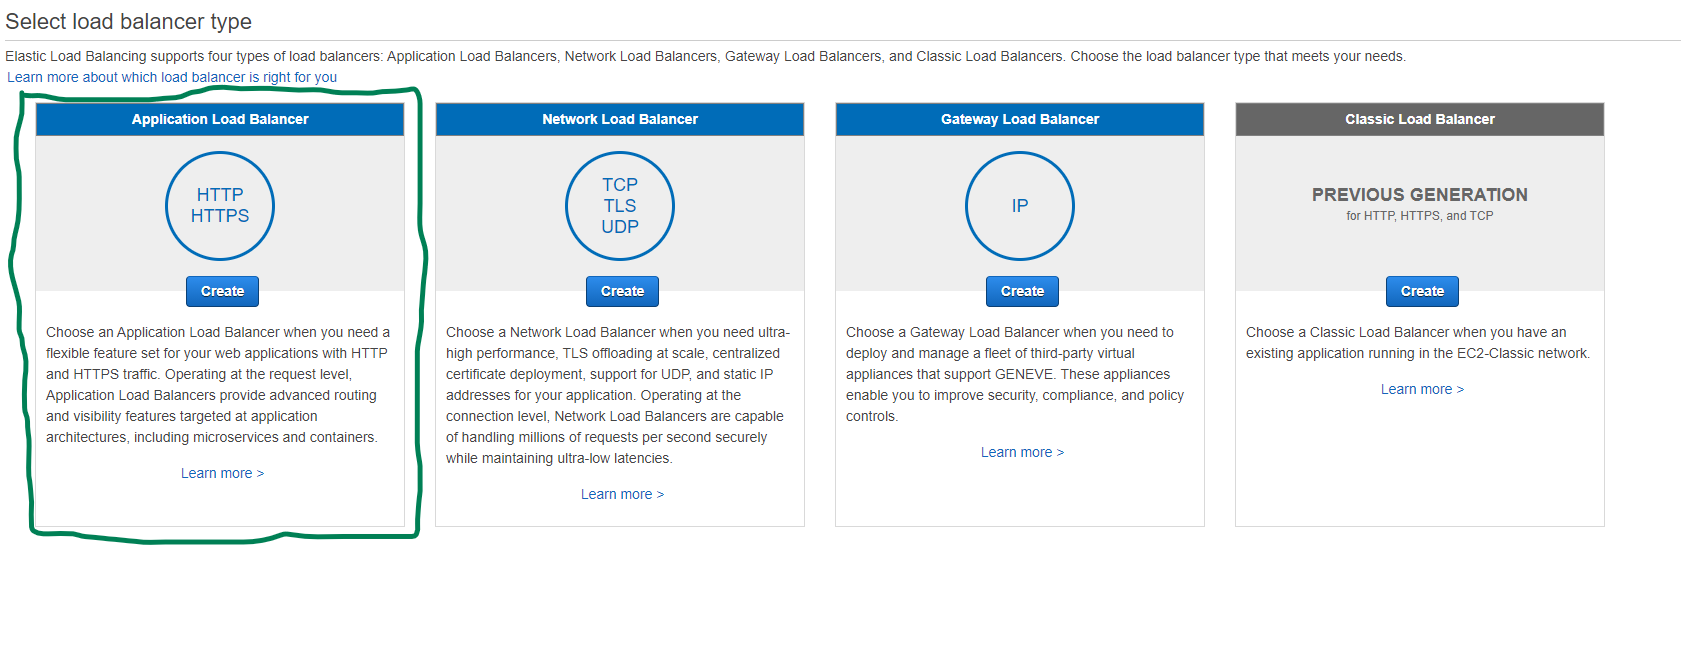 Select load balancer type
Elastic Load Balancing supports four types of load balancers: Application Load Balancers, Network Load Balancers, Gateway Load Balancers, and Classic Load Balancers. Choose the load balancer type that meets your needs.
Learn more about which load balancer is right for you
Application Load Balancer
HTTP
HTTPS
Create
Choose an Application Load Balancer when you need a
flexible feature set for your web applications with HTTP
and HTTPS traffic. Operating at the request level,
Application Load Balancers provide advanced routing
and visibility features targeted at application
architectures, including microservices and containers.
Learn more >
Network Load Balancer
TCP
TLS
UDP
Create
Choose a Network Load Balancer when you need ultra-
high performance, TLS offloading at scale, centralized
certificate deployment, support for UDP, and static IP
addresses for your application. Operating at the
connection level, Network Load Balancers are capable
of handling millions of requests per second securely
while maintaining ultra-low latencies.
Learn more >
Gateway Load Balancer
IP
Create
Choose a Gateway Load Balancer when you need to
deploy and manage a fleet of third-party virtual
appliances that support GENEVE. These appliances
enable you to improve security, compliance, and policy
controls.
Learn more >
Classic Load Balancer
PREVIOUS GENERATION
for HTTP, HTTPS, and TCP
Create
Choose a Classic Load Balancer when you have an
existing application running in the EC2-Classic network.
Learn more >